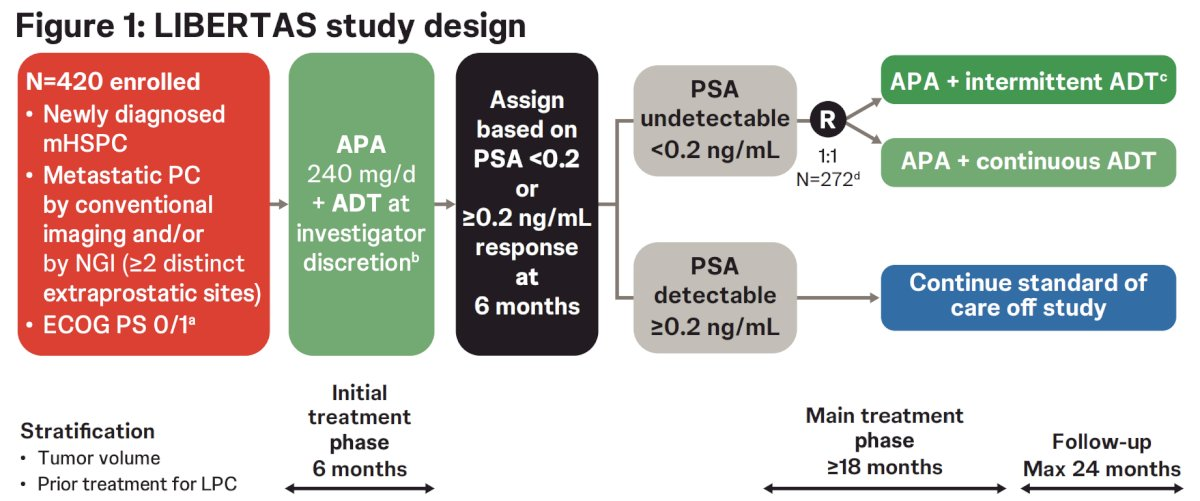 Figure 1: LIBERTAS study design
N=420 enrolled
• Newly diagnosed
mHSPC
• Metastatic PC
by conventional
imaging and/or
by NGI (≥2 distinct
extraprostatic sites)
• ECOG PS 0/1ᵃ
APA
240 mg/d
+ ADT at
investigator
discretionᵇ
Assign
based on
PSA <0.2
or
≥0.2 ng/mL
response
at
6 months
PSA
undetectable
<0.2 ng/mL
R
1:1
N=272ᵈ
APA + intermittent ADTᶜ
APA + continuous ADT
PSA
detectable
≥0.2 ng/mL
Continue standard of
care off study
Stratification
• Tumor volume
• Prior treatment for LPC
Initial
treatment
phase
6 months
Main treatment
phase
≥18 months
Follow-up
Max 24 months